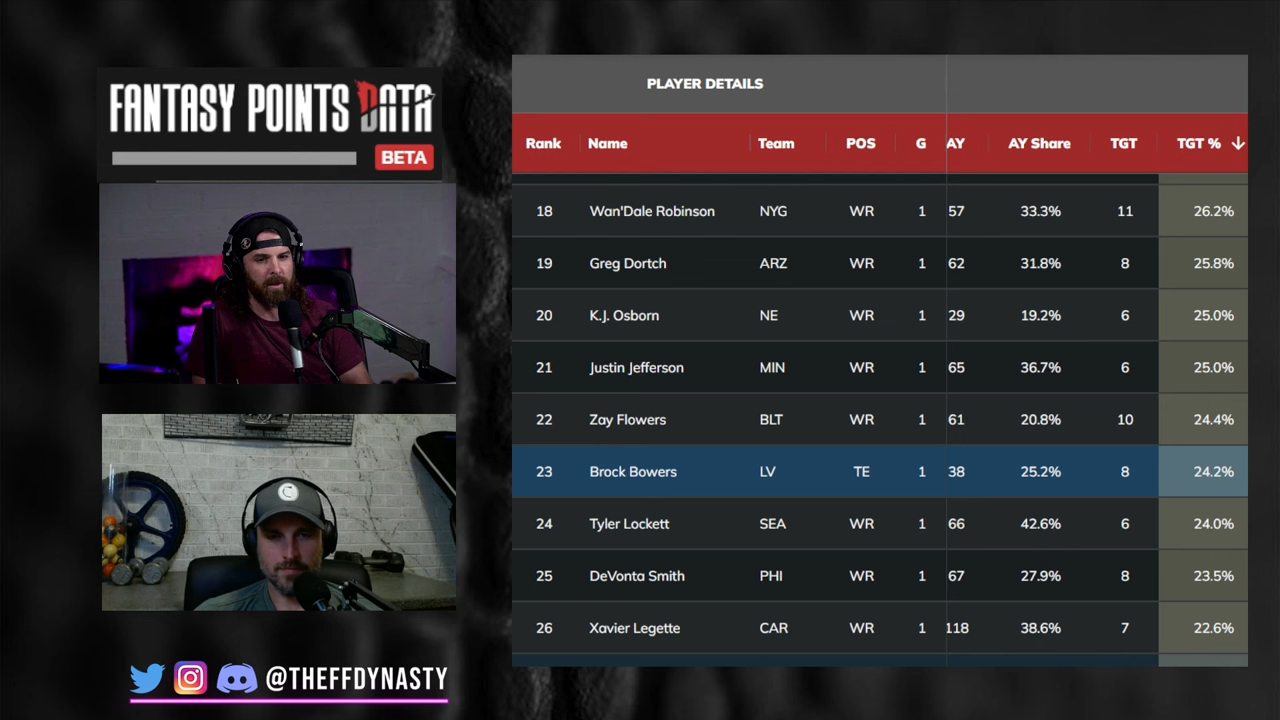 FANTASY POINTS DATA
BETA
@THEFFDYNASTY
PLAYER DETAILS
Rank Name Team POS G AY AY Share TGT TGT %
18 Wan'Dale Robinson NYG WR 1 57 33.3% 11 26.2%
19 Greg Dortch ARZ WR 1 62 31.8% 8 25.8%
20 K.J. Osborn NE WR 1 29 19.2% 6 25.0%
21 Justin Jefferson MIN WR 1 65 36.7% 6 25.0%
22 Zay Flowers BLT WR 1 61 20.8% 10 24.4%
23 Brock Bowers LV TE 1 38 25.2% 8 24.2%
24 Tyler Lockett SEA WR 1 66 42.6% 6 24.0%
25 DeVonta Smith PHI WR 1 67 27.9% 8 23.5%
26 Xavier Legette CAR WR 1 118 38.6% 7 22.6%